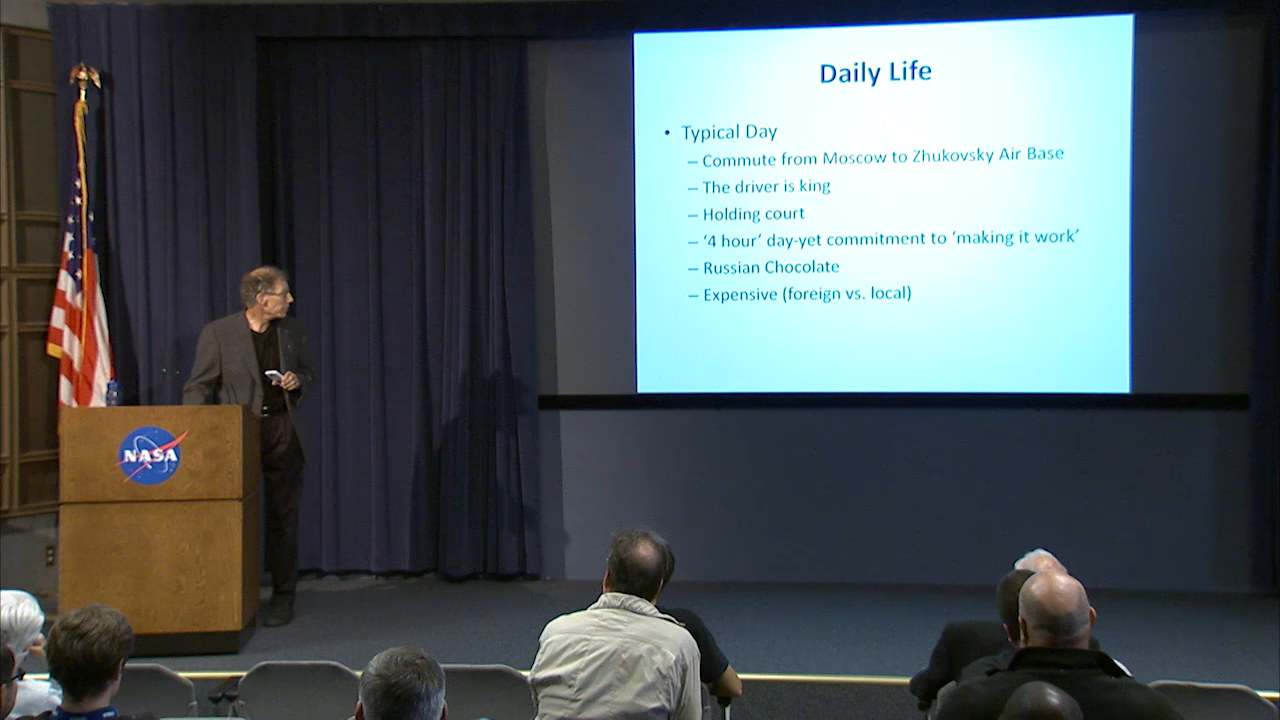 Daily Life
• Typical Day
– Commute from Moscow to Zhukovsky Air Base
– The driver is king
– Holding court
– ‘4 hour’ day-yet commitment to ‘making it work’
– Russian Chocolate
– Expensive (foreign vs. local)
NASA